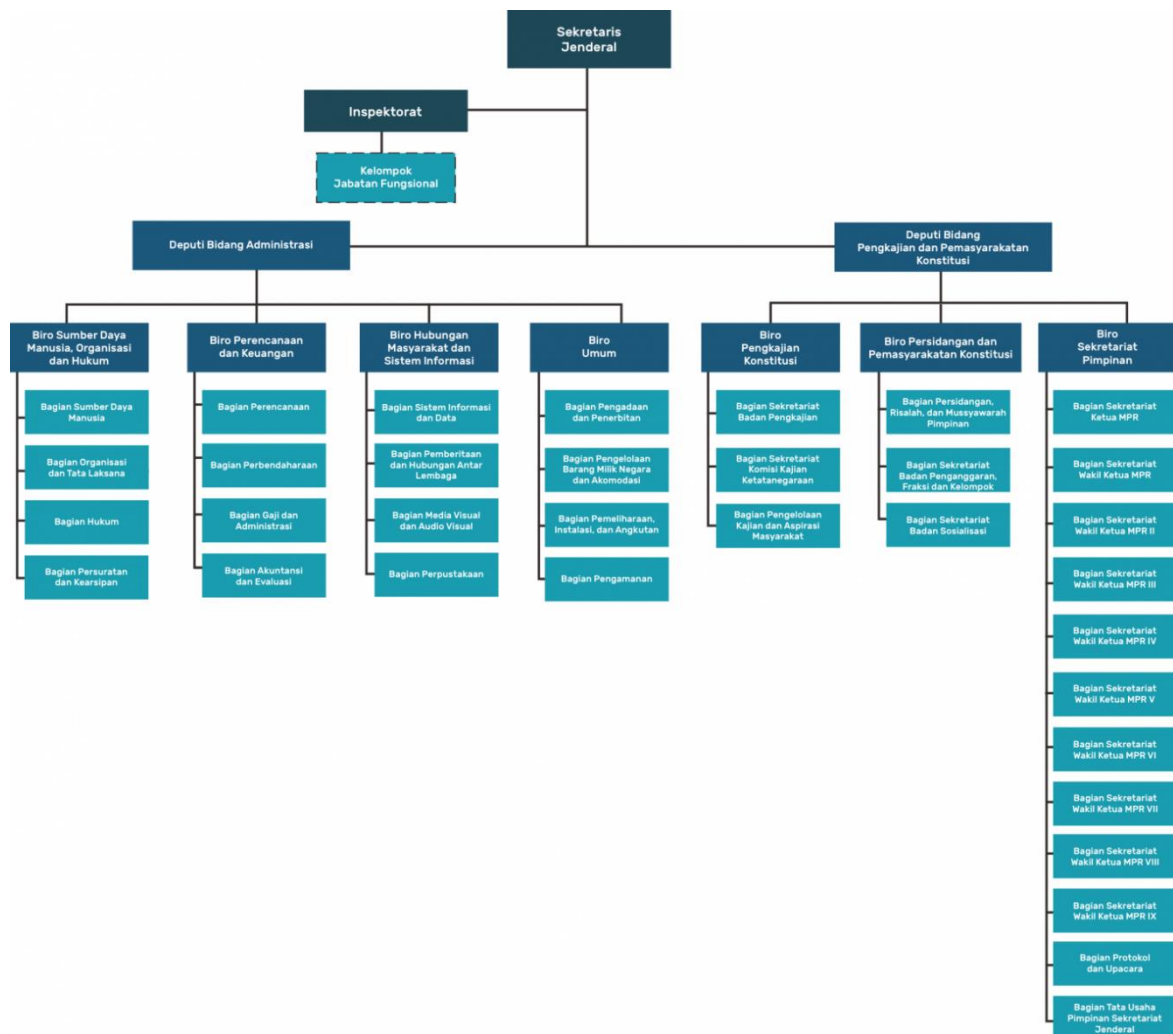 Sekretaris
Jenderal
Inspektorat
Kelompok
Jabatan Fungsional
Deputi Bidang Administrasi
Deputi Bidang
Pengkajian dan Pemasyarakatan
Konstitusi
Biro Sumber Daya
Manusia, Organisasi
dan Hukum
Bagian Sumber Daya
Manusia
Bagian Organisasi
dan Tata Laksana
Bagian Hukum
Bagian Persuratan
dan Kearsipan
Biro Perencanaan
dan Keuangan
Bagian Perencanaan
Bagian Perbendaharaan
Bagian Gaji dan
Administrasi
Bagian Akuntansi
dan Evaluasi
Biro Hubungan
Masyarakat dan
Sistem Informasi
Bagian Sistem Informasi
dan Data
Bagian Pemberitaan
dan Hubungan Antar
Lembaga
Bagian Media Visual
dan Audio Visual
Bagian Perpustakaan
Biro
Umum
Bagian Pengadaan
dan Penerbitan
Bagian Pengelolaan
Barang Milik Negara
dan Akomodasi
Bagian Pemeliharaan,
Instalasi, dan Angkutan
Bagian Pengamanan
Biro
Pengkajian
Konstitusi
Bagian Sekretariat
Badan Pengkajian
Bagian Sekretariat
Komisi Kajian
Ketatanegaraan
Bagian Pengelolaan
Kajian dan Aspirasi
Masyarakat
Biro Persidangan dan
Pemasyarakatan Konstitusi
Bagian Persidangan,
Risalah, dan Mussyawarah
Pimpinan
Bagian Sekretariat
Badan Penganggaran,
Fraksi dan Kelompok
Bagian Sekretariat
Badan Sosialisasi
Biro
Sekretariat
Pimpinan
Bagian Sekretariat
Ketua MPR
Bagian Sekretariat
Wakil Ketua MPR
Bagian Sekretariat
Wakil Ketua MPR II
Bagian Sekretariat
Wakil Ketua MPR III
Bagian Sekretariat
Wakil Ketua MPR IV
Bagian Sekretariat
Wakil Ketua MPR V
Bagian Sekretariat
Wakil Ketua MPR VI
Bagian Sekretariat
Wakil Ketua MPR VII
Bagian Sekretariat
Wakil Ketua MPR VIII
Bagian Sekretariat
Wakil Ketua MPR IX
Bagian Protokol
dan Upacara
Bagian Tata Usaha
Pimpinan Sekretariat
Jenderal